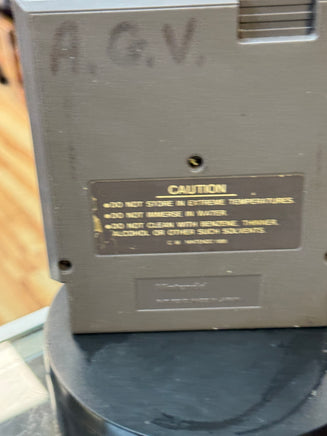 A.G.V.
CAUTION
•DO NOT STORE IN EXTREME TEMPERATURES.
•DO NOT IMMERSE IN WATER.
•DO NOT CLEAN WITH BENZENE, THINNER,
ALCOHOL OR OTHER SUCH SOLVENTS.
NINTENDO